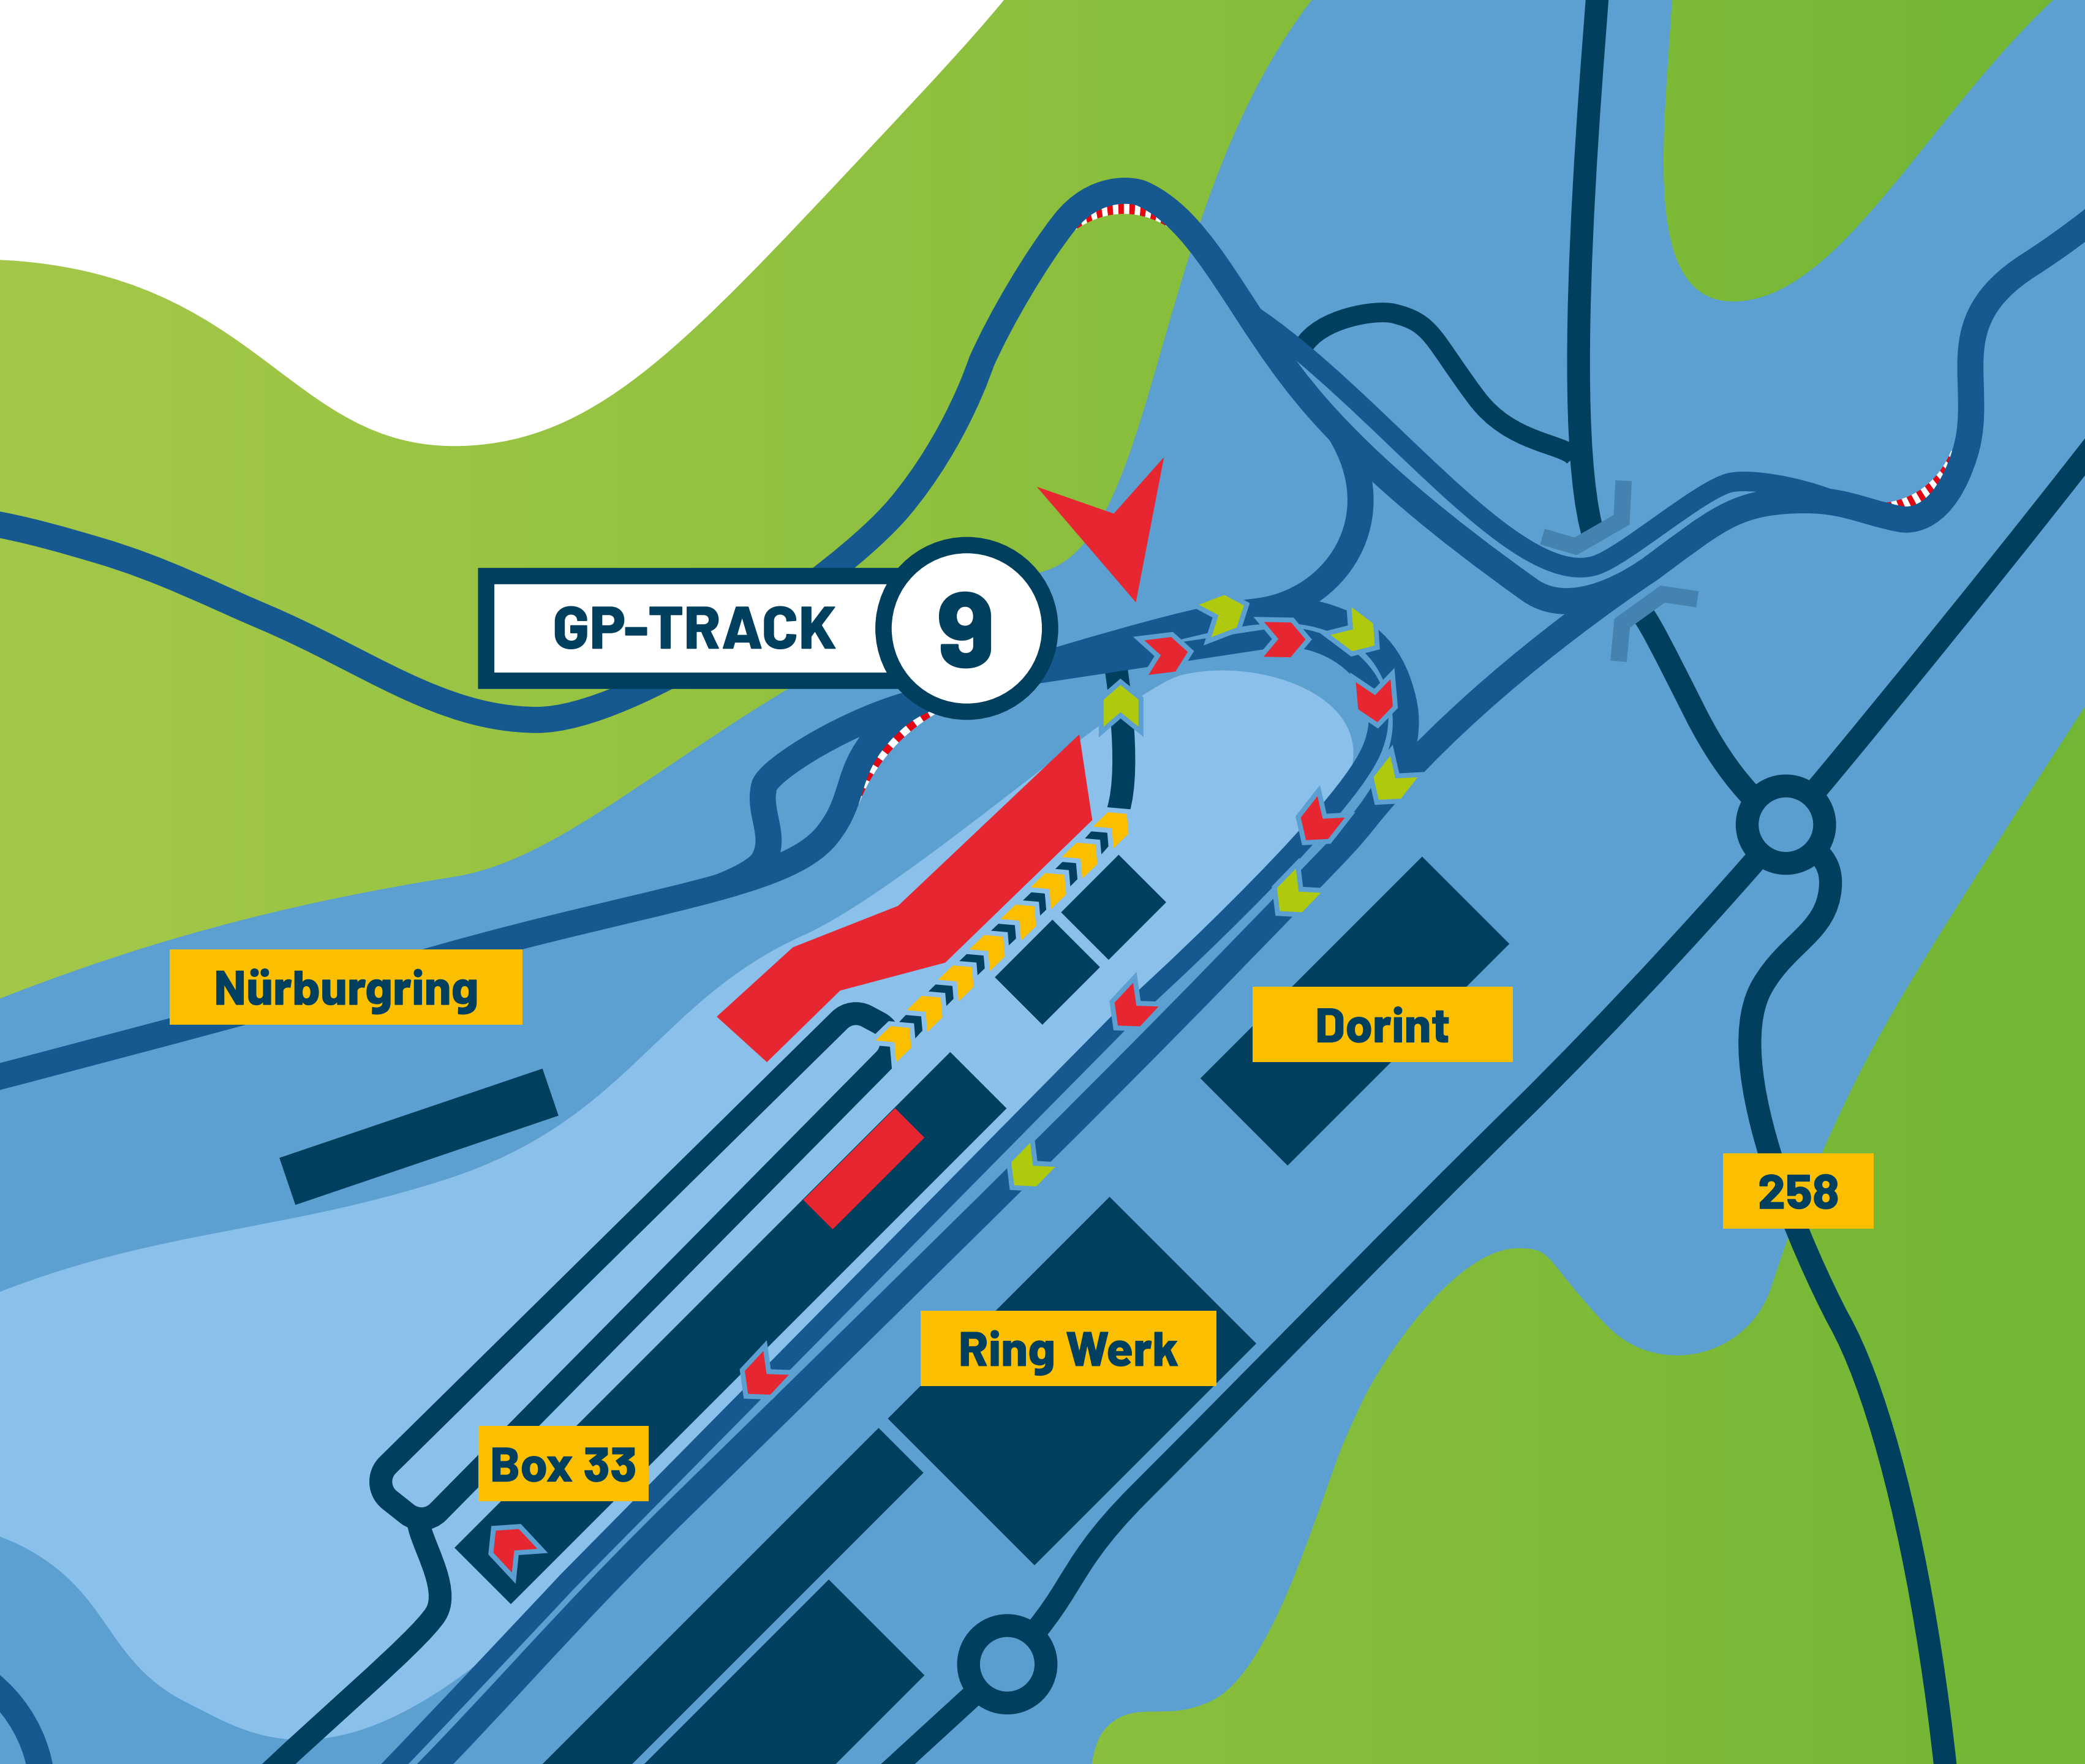 GP-TRACK 9
Nürburgring
Dorint
258
Ring Werk
Box 33